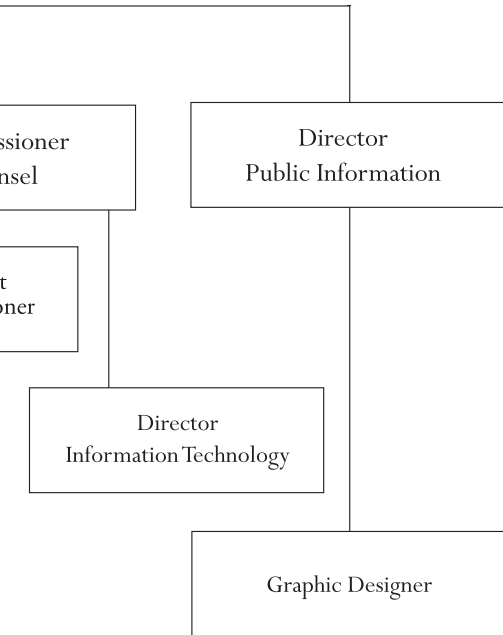 Director
Public Information
Director
Information Technology
Graphic Designer